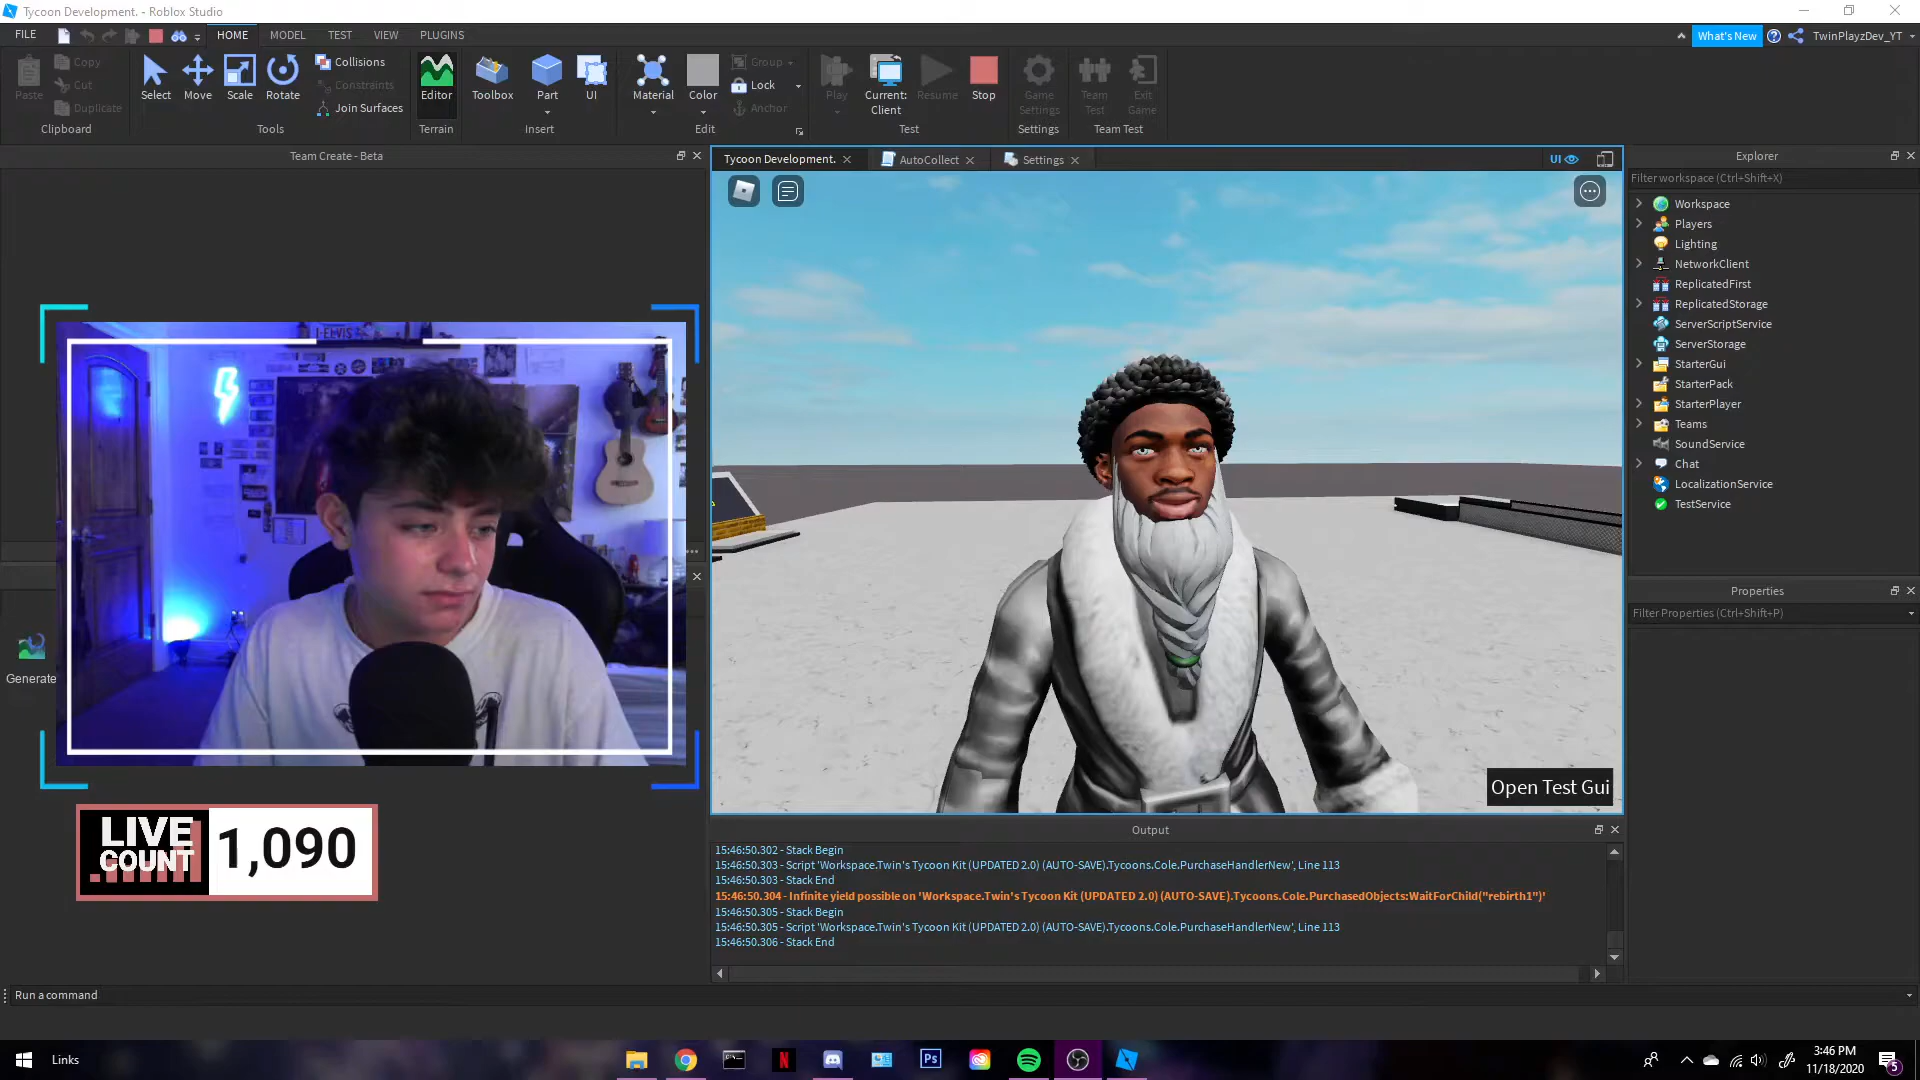 Tycoon Development. - Roblox Studio
FILE
HOME
MODEL
TEST
VIEW
PLUGINS
What's New
TwinPlayzDev_YT
Paste
Copy
Cut
Duplicate
Clipboard
Select
Move
Scale
Rotate
Collisions
Constraints
Join Surfaces
Tools
Editor
Terrain
Toolbox
Part
UI
Insert
Material
Color
Group
Lock
Anchor
Edit
Play
Current:
Client
Resume
Stop
Test
Game
Settings
Settings
Team
Test
Exit
Game
Team Test
Team Create - Beta
Tycoon Development.
AutoCollect
Settings
UI
Explorer
Filter workspace (Ctrl+Shift+X)
Workspace
Players
Lighting
NetworkClient
ReplicatedFirst
ReplicatedStorage
ServerScriptService
ServerStorage
StarterGui
StarterPack
StarterPlayer
Teams
SoundService
Chat
LocalizationService
TestService
Properties
Filter Properties (Ctrl+Shift+P)
Generate
LIVE
COUNT
1,090
Open Test Gui
Output
15:46:50.302 - Stack Begin
15:46:50.303 - Script 'Workspace.Twin's Tycoon Kit (UPDATED 2.0) (AUTO-SAVE).Tycoons.Cole.PurchaseHandlerNew', Line 113
15:46:50.303 - Stack End
15:46:50.304 - Infinite yield possible on 'Workspace.Twin's Tycoon Kit (UPDATED 2.0) (AUTO-SAVE).Tycoons.Cole.PurchasedObjects:WaitForChild("rebirth1")'
15:46:50.305 - Stack Begin
15:46:50.305 - Script 'Workspace.Twin's Tycoon Kit (UPDATED 2.0) (AUTO-SAVE).Tycoons.Cole.PurchaseHandlerNew', Line 113
15:46:50.306 - Stack End
Run a command
Links
Ps
3:46 PM
11/18/2020
5